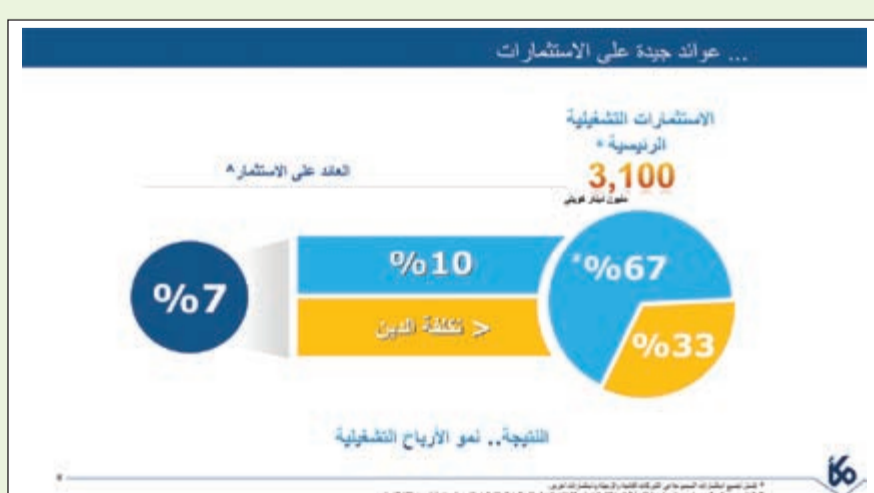 ... عوائد جيدة على الاستثمارات
الاستثمارات التشغيلية
الرئيسية *
3,100
مليون دينار كويتي
العائد على الاستثمار ^
%67*
%10
%7
%33
> تكلفة الدين
النتيجة.. نمو الأرباح التشغيلية